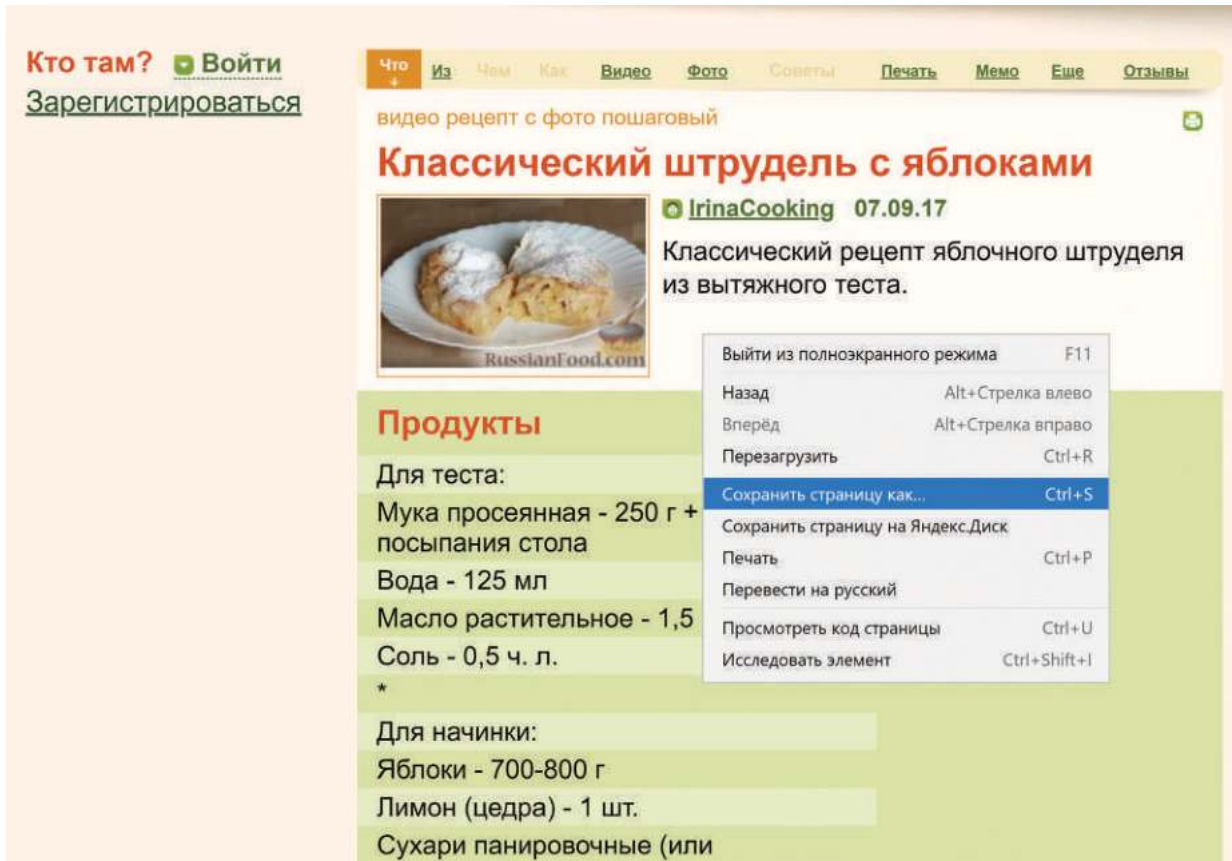 Кто там? Войти
Зарегистрироваться
Что Из Чем Как Видео Фото Советы Печать Мемо Еще Отзывы
видео рецепт с фото пошаговый
Классический штрудель с яблоками
IrinaCooking 07.09.17
Классический рецепт яблочного штруделя
из вытяжного теста.
RussianFood.com
Выйти из полноэкранного режима F11
Назад Alt+Стрелка влево
Вперёд Alt+Стрелка вправо
Перезагрузить Ctrl+R
Сохранить страницу как... Ctrl+S
Сохранить страницу на Яндекс.Диск
Печать Ctrl+P
Перевести на русский
Просмотреть код страницы Ctrl+U
Исследовать элемент Ctrl+Shift+I
Продукты
Для теста:
Мука просеянная - 250 г +
посыпания стола
Вода - 125 мл
Масло растительное - 1,5
Соль - 0,5 ч. л.
*
Для начинки:
Яблоки - 700-800 г
Лимон (цедра) - 1 шт.
Сухари панировочные (или